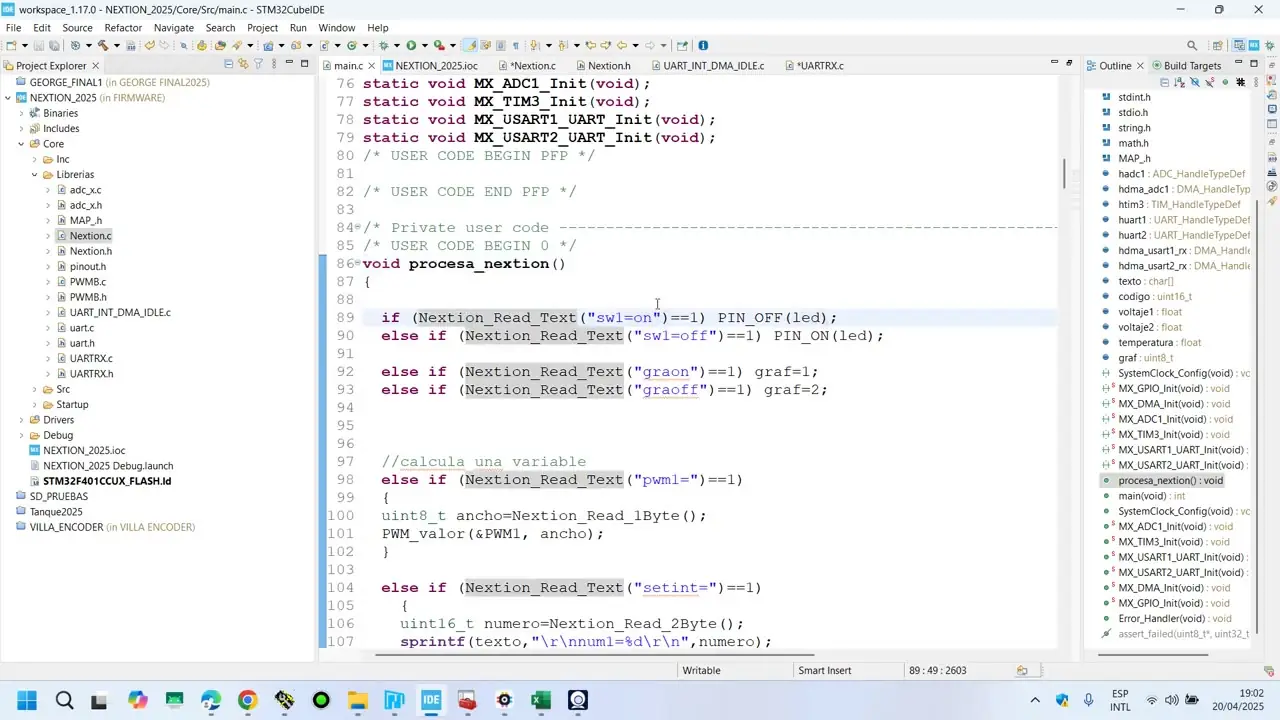 workspace_1.17.0 - NEXTION_2025/Core/Src/main.c - STM32CubeIDE
File Edit Source Refactor Navigate Search Project Run Window Help
Project Explorer
GEORGE_FINAL1 (in GEORGE FINAL2025)
NEXTION_2025 (in FIRMWARE)
Binaries
Includes
Core
Inc
Librerias
adc_x.c
adc_x.h
MAP_.h
Nextion.c
Nextion.h
pinout.h
PWMB.c
PWMB.h
UART_INT_DMA_IDLE.c
uart.c
uart.h
UARTRX.c
UARTRX.h
Src
Startup
Drivers
Debug
NEXTION_2025.ioc
NEXTION_2025 Debug.launch
STM32F401CCUX_FLASH.ld
SD_PRUEBAS
Tanque2025
VILLA_ENCODER (in VILLA ENCODER)
main.c NEXTION_2025.ioc *Nextion.c Nextion.h UART_INT_DMA_IDLE.c *UARTRX.c
76 static void MX_ADC1_Init(void);
77 static void MX_TIM3_Init(void);
78 static void MX_USART1_UART_Init(void);
79 static void MX_USART2_UART_Init(void);
80 /* USER CODE BEGIN PFP */
81
82 /* USER CODE END PFP */
83
84 /* Private user code ---------------------------------------------------------
85 /* USER CODE BEGIN 0 */
86 void procesa_nextion()
87 {
88
89 if (Nextion_Read_Text("sw1=on")==1) PIN_OFF(led);
90 else if (Nextion_Read_Text("sw1=off")==1) PIN_ON(led);
91
92 else if (Nextion_Read_Text("graon")==1) graf=1;
93 else if (Nextion_Read_Text("graoff")==1) graf=2;
94
95
96
97 //calcula una variable
98 else if (Nextion_Read_Text("pwm1=")==1)
99 {
100 uint8_t ancho=Nextion_Read_1Byte();
101 PWM_valor(&PWM1, ancho);
102 }
103
104 else if (Nextion_Read_Text("setint=")==1)
105 {
106 uint16_t numero=Nextion_Read_2Byte();
107 sprintf(texto,"\r\nnum1=%d\r\n",numero);
Outline Build Targets
stdint.h
stdio.h
string.h
math.h
MAP_.h
hadc1 : ADC_HandleTypeDef
hdma_adc1 : DMA_HandleTyp
htim3 : TIM_HandleTypeDef
huart1 : UART_HandleTypeDef
huart2 : UART_HandleTypeDef
hdma_usart1_rx : DMA_Handle
hdma_usart2_rx : DMA_Handle
texto : char[]
codigo : uint16_t
voltaje1 : float
voltaje2 : float
temperatura : float
graf : uint8_t
SystemClock_Config(void) : vo
MX_GPIO_Init(void) : void
MX_DMA_Init(void) : void
MX_ADC1_Init(void) : void
MX_TIM3_Init(void) : void
MX_USART1_UART_Init(void) :
MX_USART2_UART_Init(void) :
procesa_nextion() : void
main(void) : int
SystemClock_Config(void) : vo
MX_ADC1_Init(void) : void
MX_TIM3_Init(void) : void
MX_USART1_UART_Init(void) :
MX_USART2_UART_Init(void) :
MX_DMA_Init(void) : void
MX_GPIO_Init(void) : void
Error_Handler(void) : void
assert_failed(uint8_t*, uint32_t)
Writable Smart Insert 89 : 49 : 2603
IDE
ESP
INTL
19:02
20/04/2025